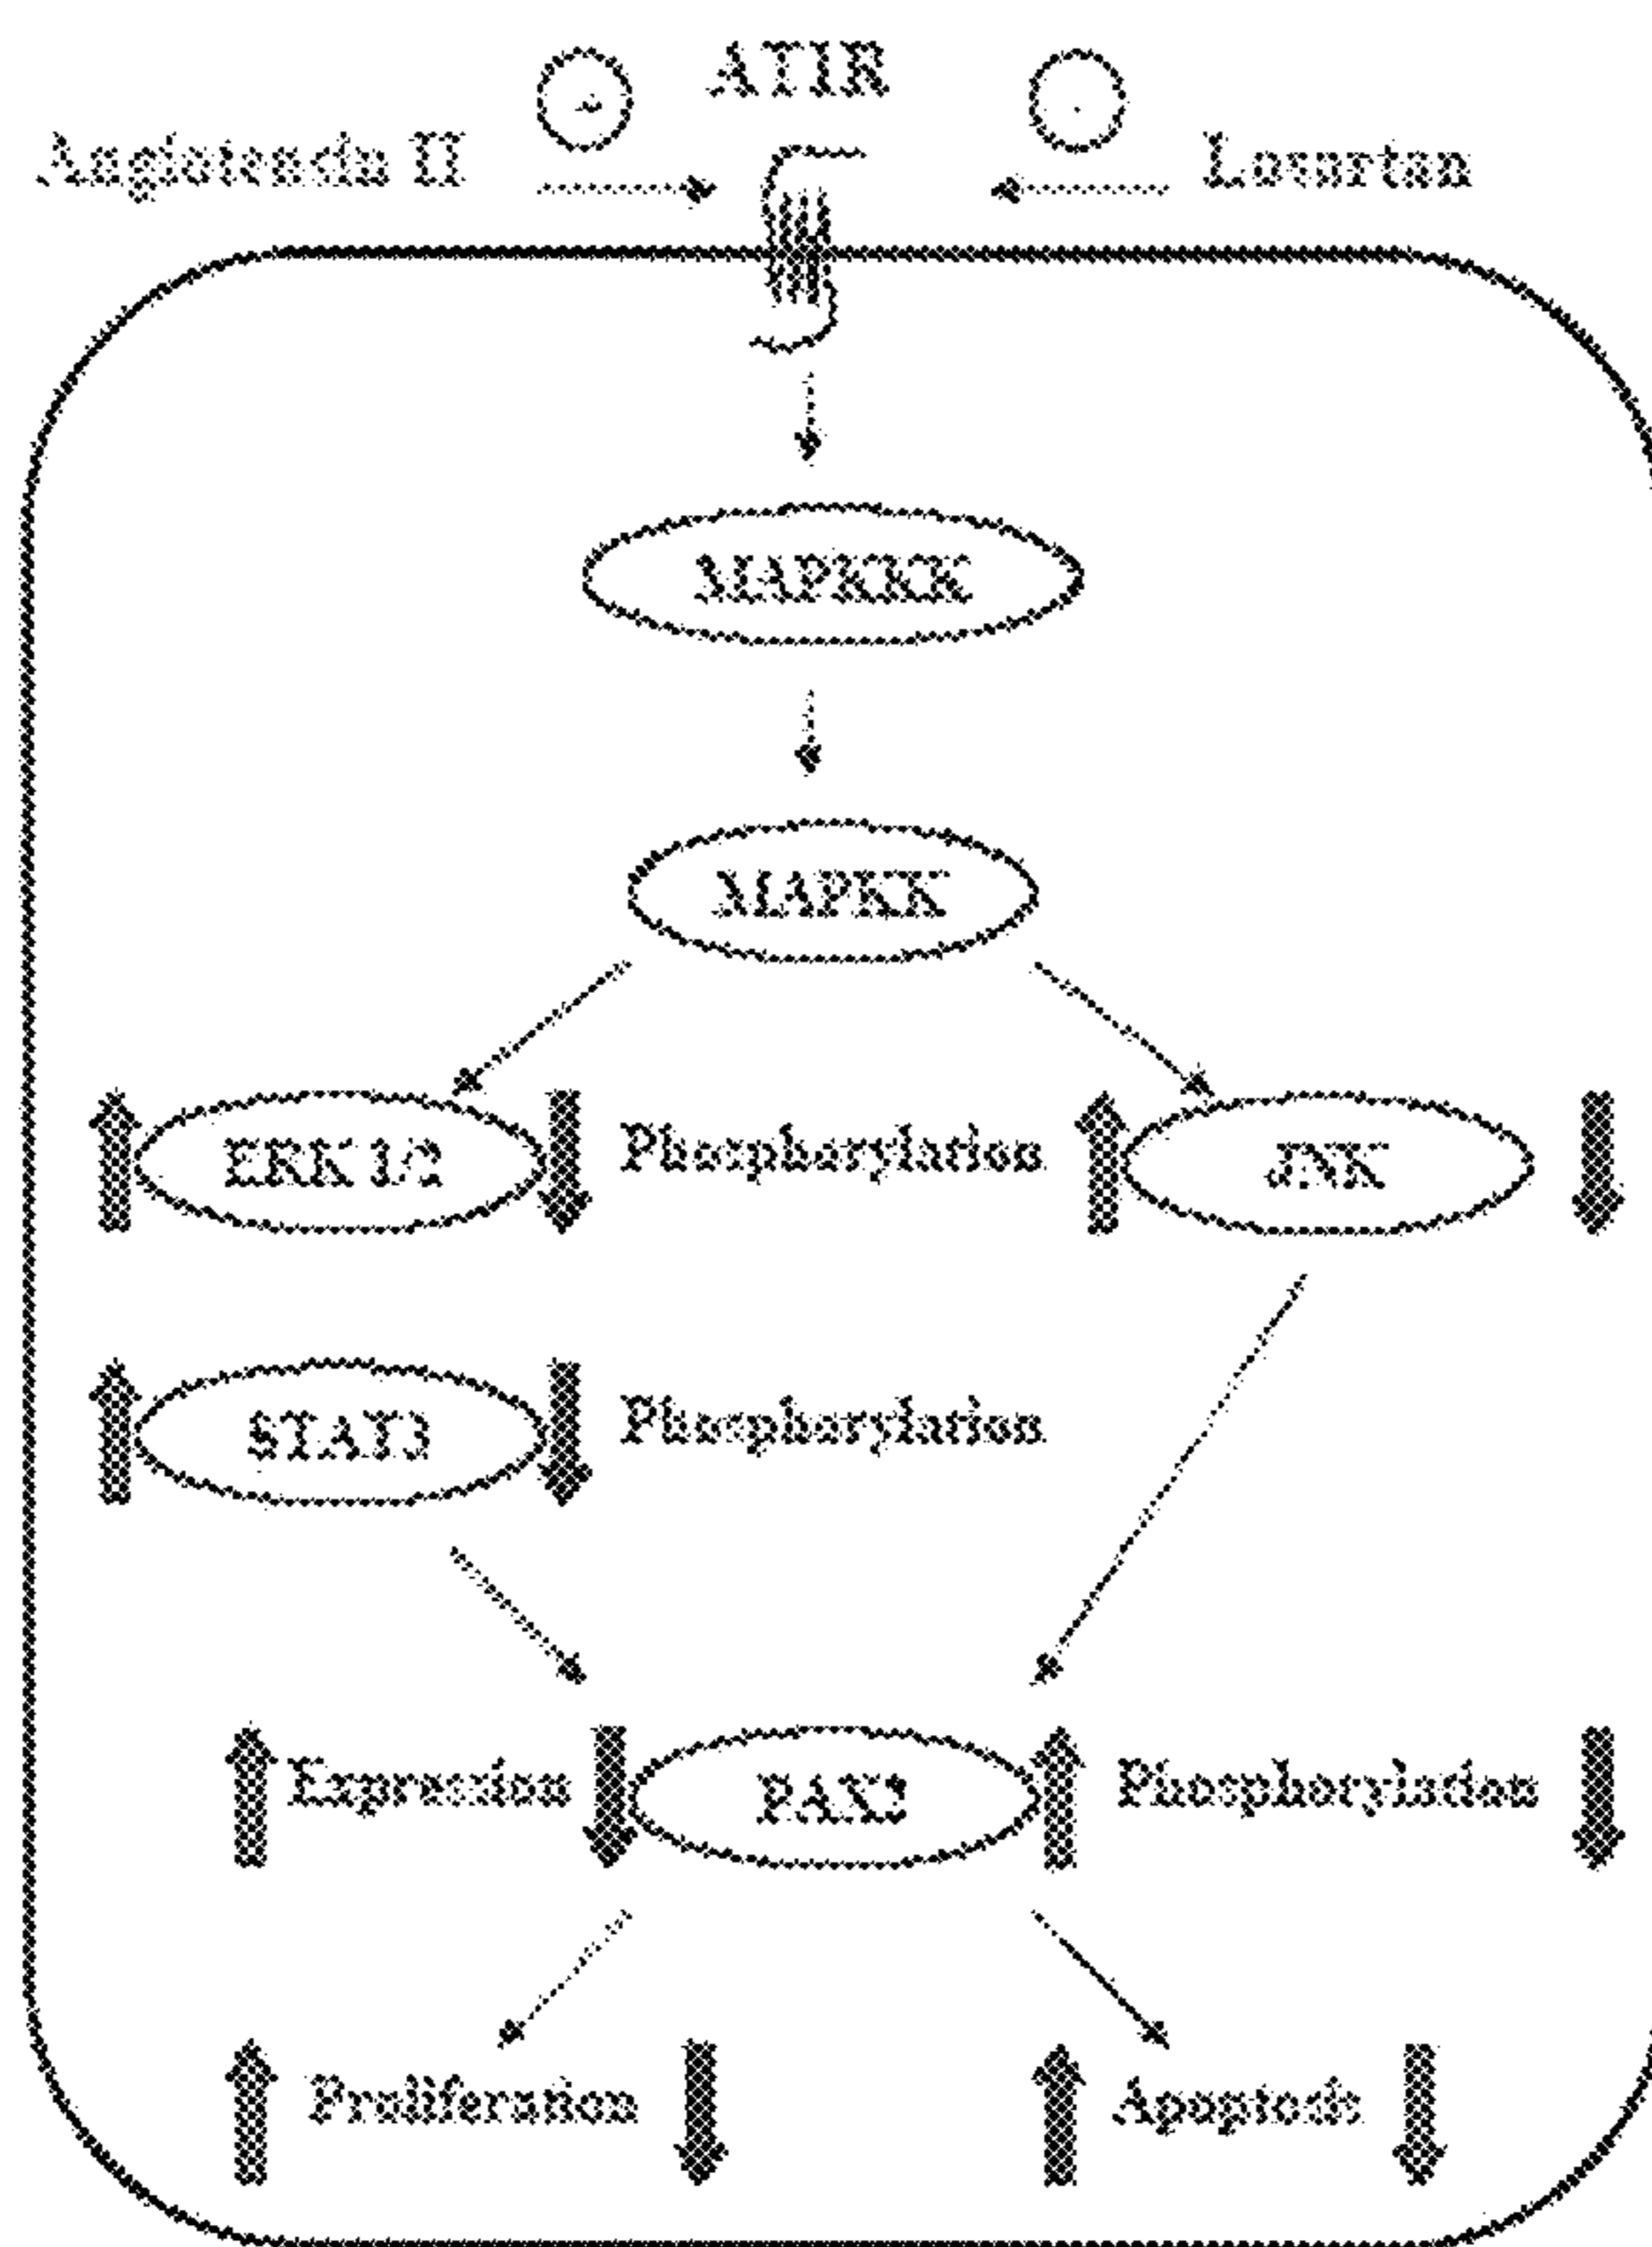 AT1R
Angiotensin II
Losartan
MAPKKK
MAPKK
ERK 1/2
Phosphorylation
JNK
STAT3
Phosphorylation
Expression
PAX2
Phosphorylation
Proliferation
Apoptosis